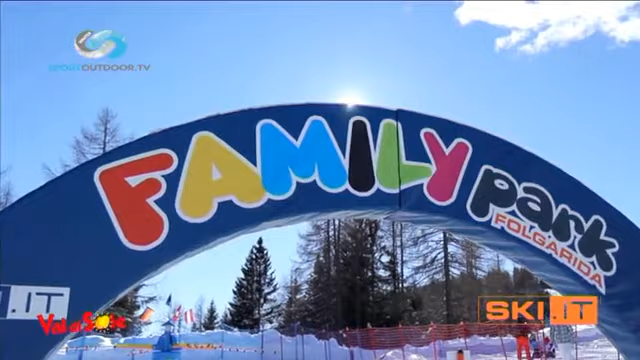 SPORTOUTDOOR.TV
FAMILY Park
FOLGARIDA
.IT
Val di Sole
SKI.IT